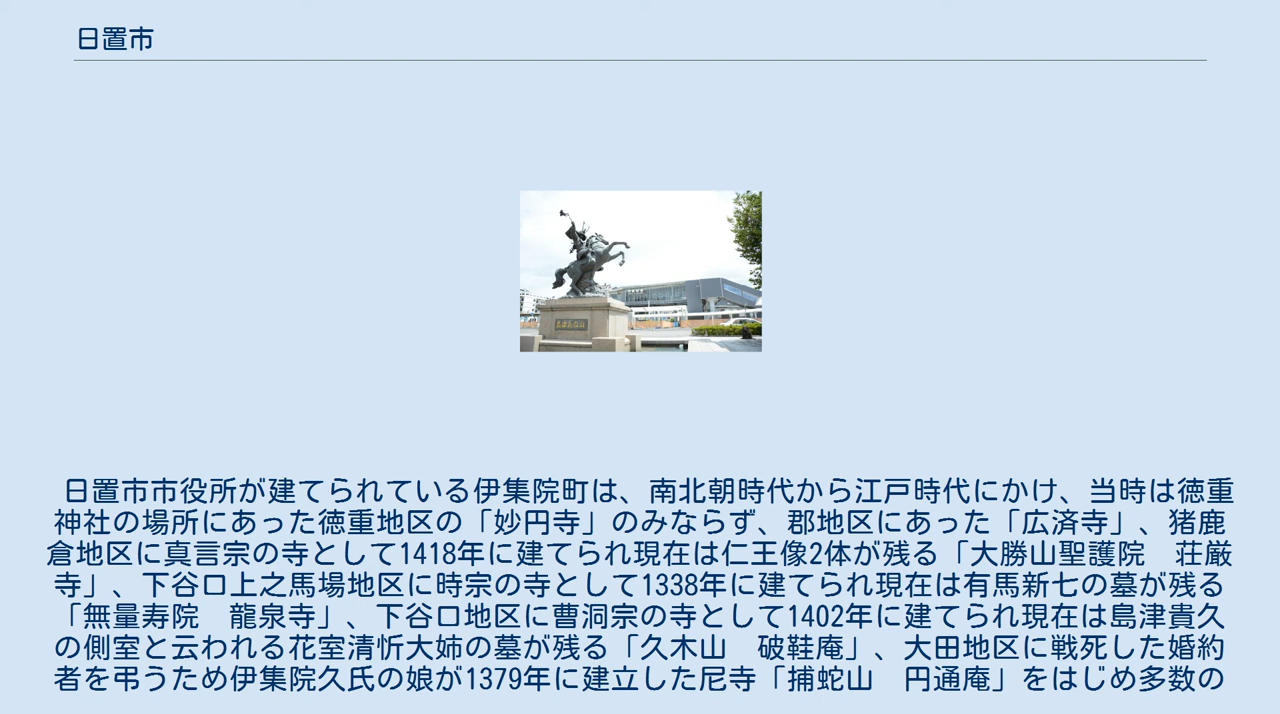 日置市
日置市市役所が建てられている伊集院町は、南北朝時代から江戸時代にかけ、当時は徳重
神社の場所にあった徳重地区の「妙円寺」のみならず、郡地区にあった「広済寺」、猪鹿
倉地区に真言宗の寺として1418年に建てられ現在は仁王像2体が残る「大勝山聖護院　荘厳
寺」、下谷口上之馬場地区に時宗の寺として1338年に建てられ現在は有馬新七の墓が残る
「無量寿院　龍泉寺」、下谷口地区に曹洞宗の寺として1402年に建てられ現在は島津貴久
の側室と云われる花室清忻大姉の墓が残る「久木山　破鞋庵」、大田地区に戦死した婚約
者を弔うため伊集院久氏の娘が1379年に建立した尼寺「捕蛇山　円通庵」をはじめ多数の